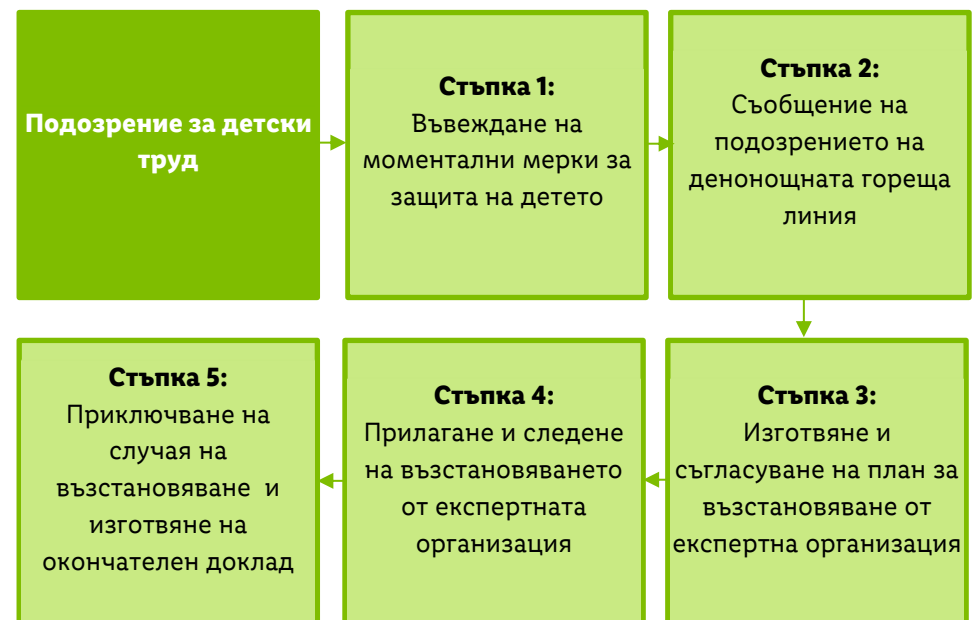 Подозрение за детски
труд
Стъпка 1:
Въвеждане на
моментални мерки за
защита на детето
Стъпка 2:
Съобщение на
подозрението на
денонощната гореща
линия
Стъпка 3:
Изготвяне и
съгласуване на план за
възстановяване от
експертна организация
Стъпка 4:
Прилагане и следене
на възстановяването
от експертната
организация
Стъпка 5:
Приключване на
случая на
възстановяване и
изготвяне на
окончателен доклад